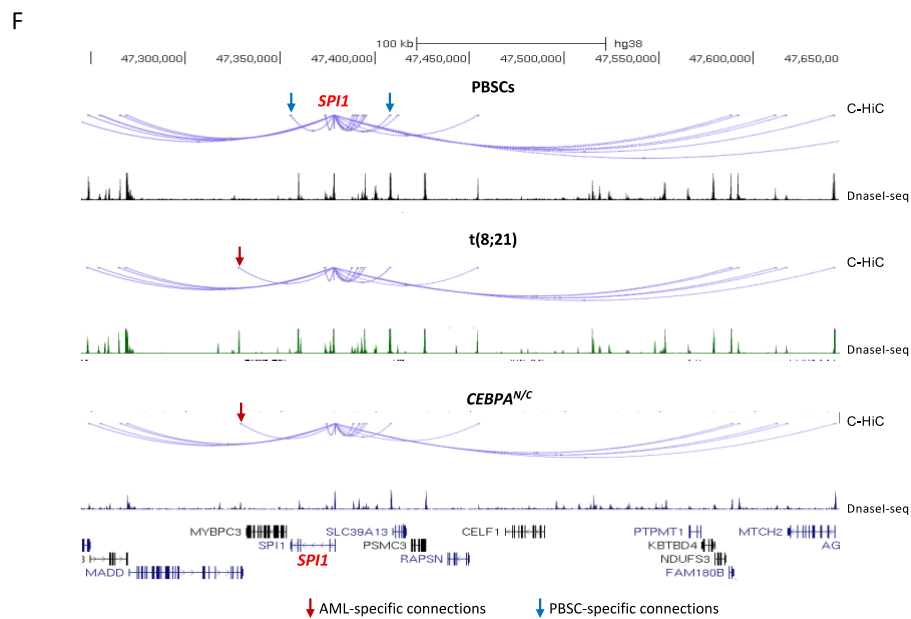 F
100 kb hg38
47,300,000 47,350,000 47,400,000 47,450,000 47,500,000 47,550,000 47,600,000 47,650,00
PBSCs
SPI1
C-HiC
DnaseI-seq
t(8;21)
C-HiC
DnaseI-seq
CEBPA^N/C
C-HiC
DnaseI-seq
MYBPC3 SLC39A13 CELF1 PTPMT1 MTCH2
SPI1 SPI1 PSMC3 KBTBD4 AG
3 RAPSN NDUFS3
MADD FAM180B
AML-specific connections PBSC-specific connections